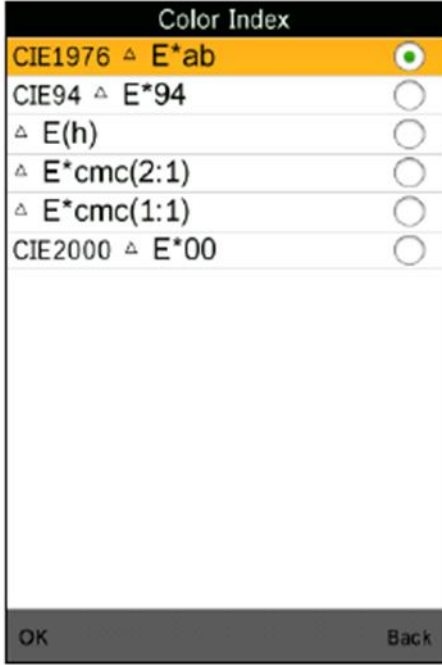 Color Index
CIE1976 △ E*ab
CIE94 △ E*94
△ E(h)
△ E*cmc(2:1)
△ E*cmc(1:1)
CIE2000 △ E*00
OK Back